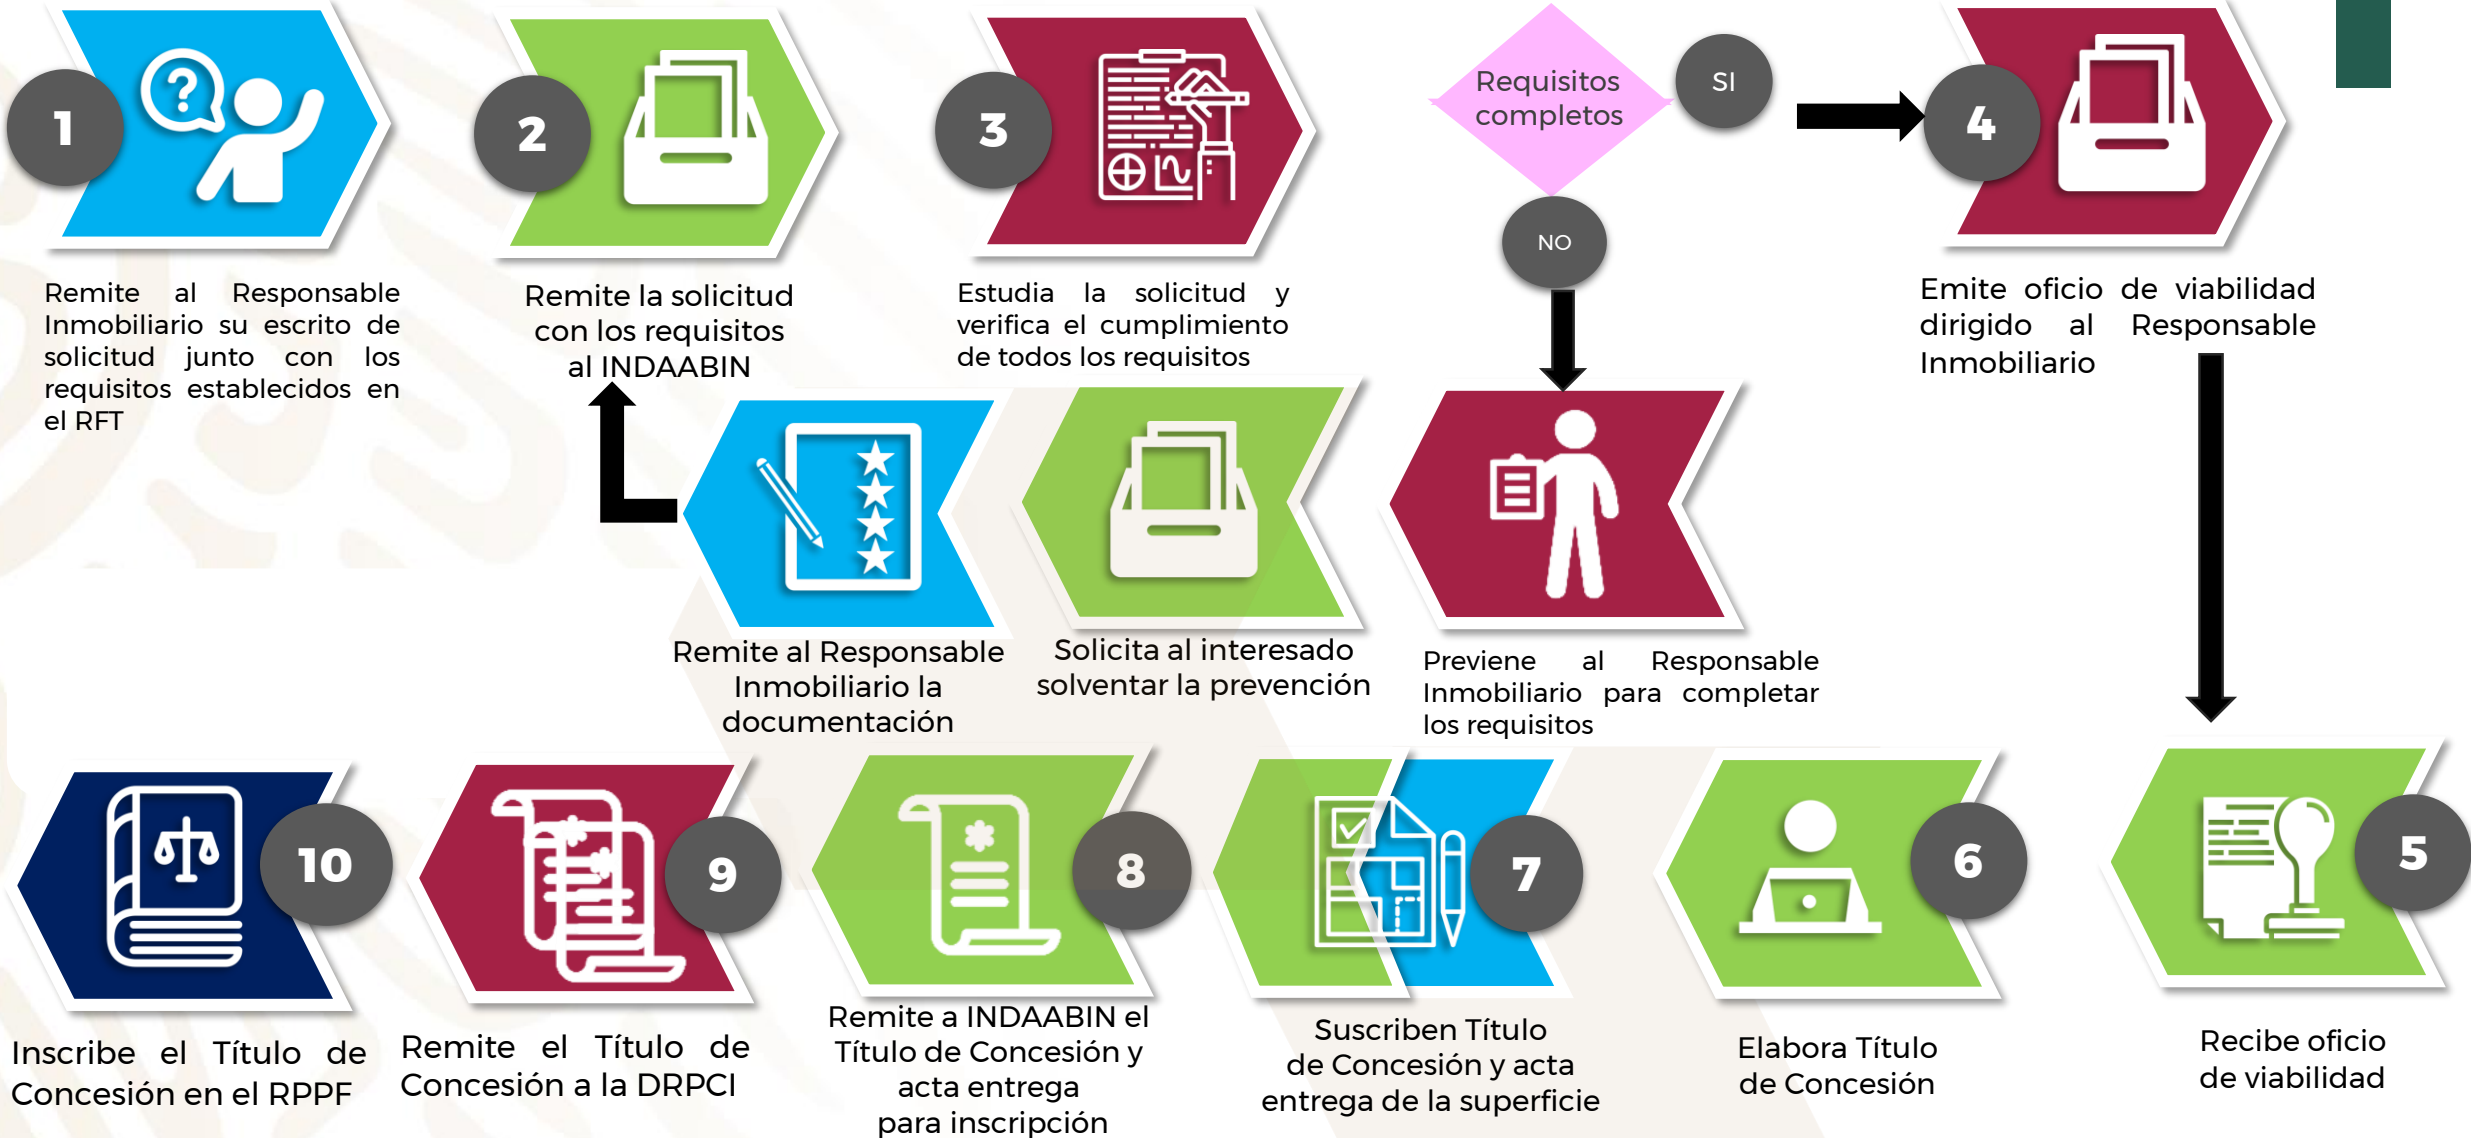 1
Remite al Responsable
Inmobiliario su escrito de
solicitud junto con los
requisitos establecidos en
el RFT
2
Remite la solicitud
con los requisitos
al INDAABIN
3
Estudia la solicitud y
verifica el cumplimiento
de todos los requisitos
Requisitos
completos
SI
NO
4
Emite oficio de viabilidad
dirigido al Responsable
Inmobiliario
Remite al Responsable
Inmobiliario la
documentación
Solicita al interesado
solventar la prevención
Previene al Responsable
Inmobiliario para completar
los requisitos
5
Recibe oficio
de viabilidad
6
Elabora Título
de Concesión
7
Suscriben Título
de Concesión y acta
entrega de la superficie
8
Remite a INDAABIN el
Título de Concesión y
acta entrega
para inscripción
9
Remite el Título de
Concesión a la DRPCI
10
Inscribe el Título de
Concesión en el RPPF